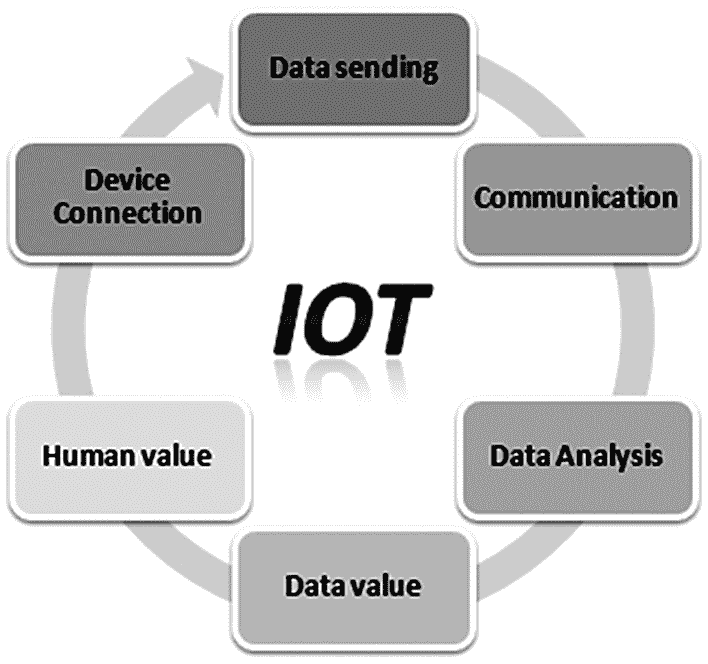 Data sending
Device
Connection
Communication
IOT
Human value
Data Analysis
Data value